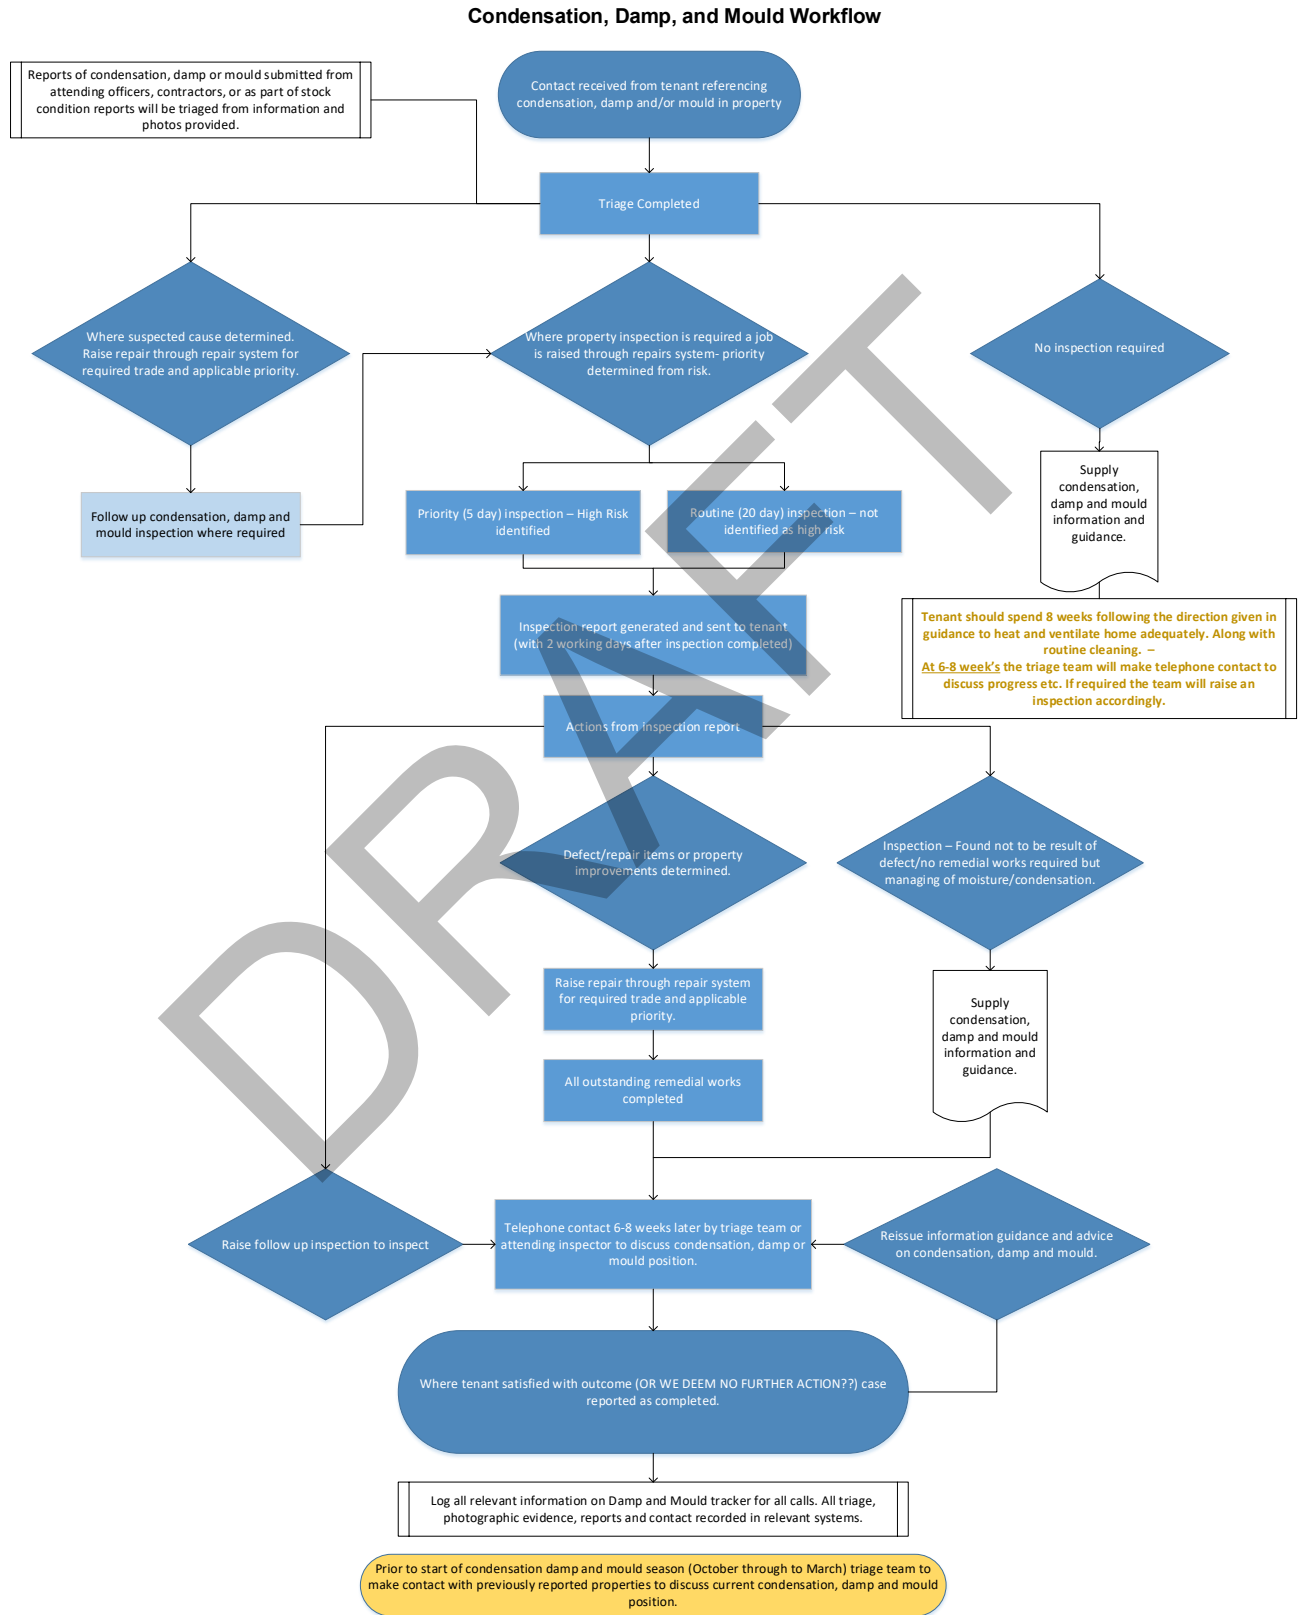 Condensation, Damp, and Mould Workflow
Reports of condensation, damp or mould submitted from
attending officers, contractors, or as part of stock
condition reports will be triaged from information and
photos provided.
Contact received from tenant referencing
condensation, damp and/or mould in property
Triage Completed
Where suspected cause determined.
Raise repair through repair system for
required trade and applicable priority.
Where property inspection is required a job
is raised through repairs system- priority
determined from risk.
No inspection required
Follow up condensation, damp and
mould inspection where required
Priority (5 day) inspection – High Risk
identified
Routine (20 day) inspection – not
identified as high risk
Supply
condensation,
damp and mould
information and
guidance.
Tenant should spend 8 weeks following the direction given in
guidance to heat and ventilate home adequately. Along with
routine cleaning. –
At 6-8 week's the triage team will make telephone contact to
discuss progress etc. If required the team will raise an
inspection accordingly.
Inspection report generated and sent to tenant
(with 2 working days after inspection completed)
Actions from inspection report
Defect/repair items or property
improvements determined.
Inspection – Found not to be result of
defect/no remedial works required but
managing of moisture/condensation.
Raise repair through repair system
for required trade and applicable
priority.
All outstanding remedial works
completed
Supply
condensation,
damp and mould
information and
guidance.
Raise follow up inspection to inspect
Telephone contact 6-8 weeks later by triage team or
attending inspector to discuss condensation, damp or
mould position.
Reissue information guidance and advice
on condensation, damp and mould.
Where tenant satisfied with outcome (OR WE DEEM NO FURTHER ACTION??) case
reported as completed.
Log all relevant information on Damp and Mould tracker for all calls. All triage,
photographic evidence, reports and contact recorded in relevant systems.
Prior to start of condensation damp and mould season (October through to March) triage team to
make contact with previously reported properties to discuss current condensation, damp and mould
position.
DRAFT